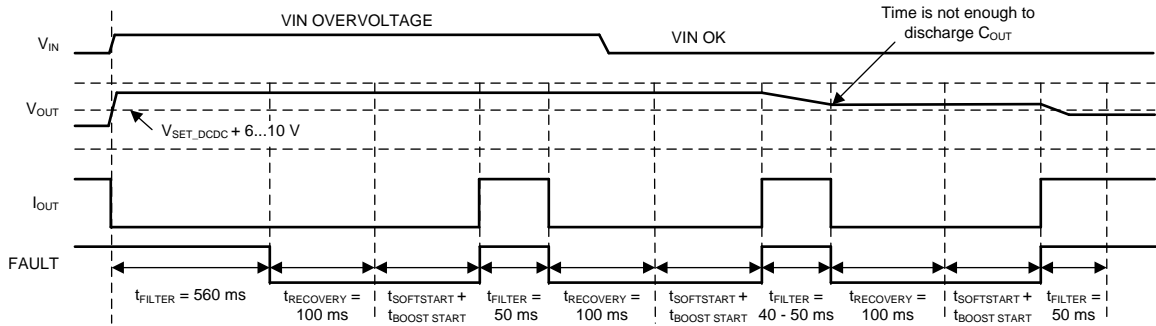 VIN OVERVOLTAGE
VIN OK
Time is not enough to
discharge COUT
VIN
VOUT
VSET_DCDC + 6...10 V
IOUT
FAULT
tFILTER = 560 ms
tRECOVERY =
100 ms
tSOFTSTART +
tBOOST START
tFILTER =
50 ms
tRECOVERY =
100 ms
tSOFTSTART +
tBOOST START
tFILTER =
40 - 50 ms
tRECOVERY =
100 ms
tSOFTSTART +
tBOOST START
tFILTER =
50 ms